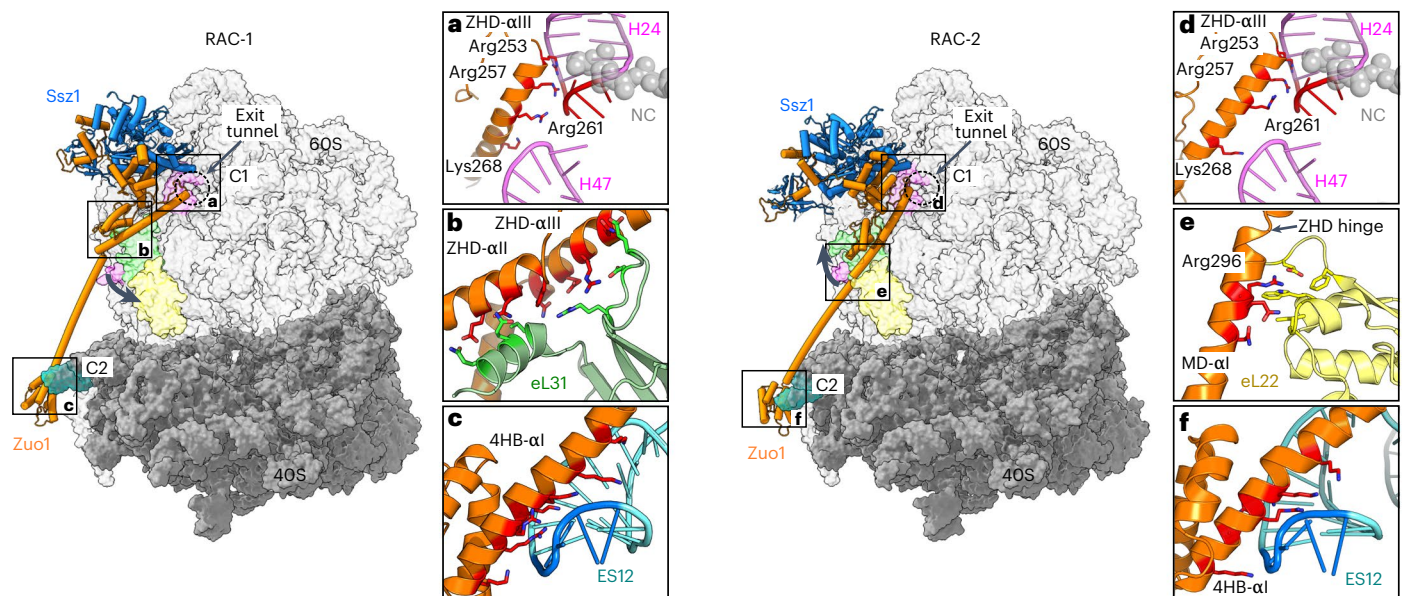 RAC-1
Ssz1
Exit
tunnel
60S
C1
a
b
C2
c
Zuo1
40S
a
ZHD-αIII
H24
Arg253
Arg257
NC
Arg261
Lys268
H47
b
ZHD-αIII
ZHD-αII
eL31
c
4HB-αI
ES12
RAC-2
Ssz1
Exit
tunnel
60S
C1
d
e
C2
f
Zuo1
40S
d
ZHD-αIII
H24
Arg253
Arg257
NC
Arg261
Lys268
H47
e
ZHD hinge
Arg296
MD-αI
eL22
f
ES12
4HB-αI